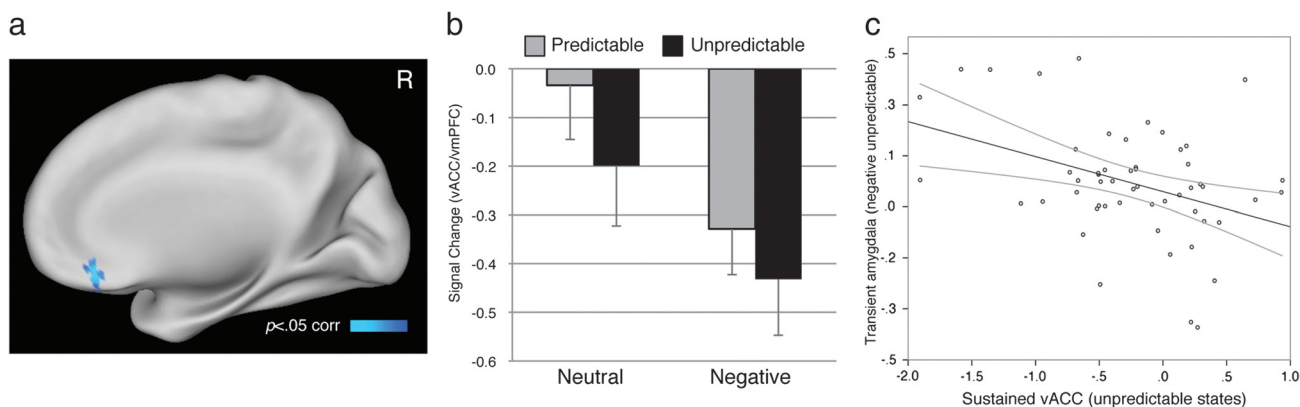 a
R
p<.05 corr
b
Predictable Unpredictable
Signal Change (vACC/vmPFC)
0.0
-0.1
-0.2
-0.3
-0.4
-0.5
-0.6
Neutral Negative
c
Transient amygdala (negative unpredictable)
.5
.3
.1
.0
-.2
-.3
-.5
-2.0 -1.5 -1.0 -.5 .0 .5 1.0
Sustained vACC (unpredictable states)